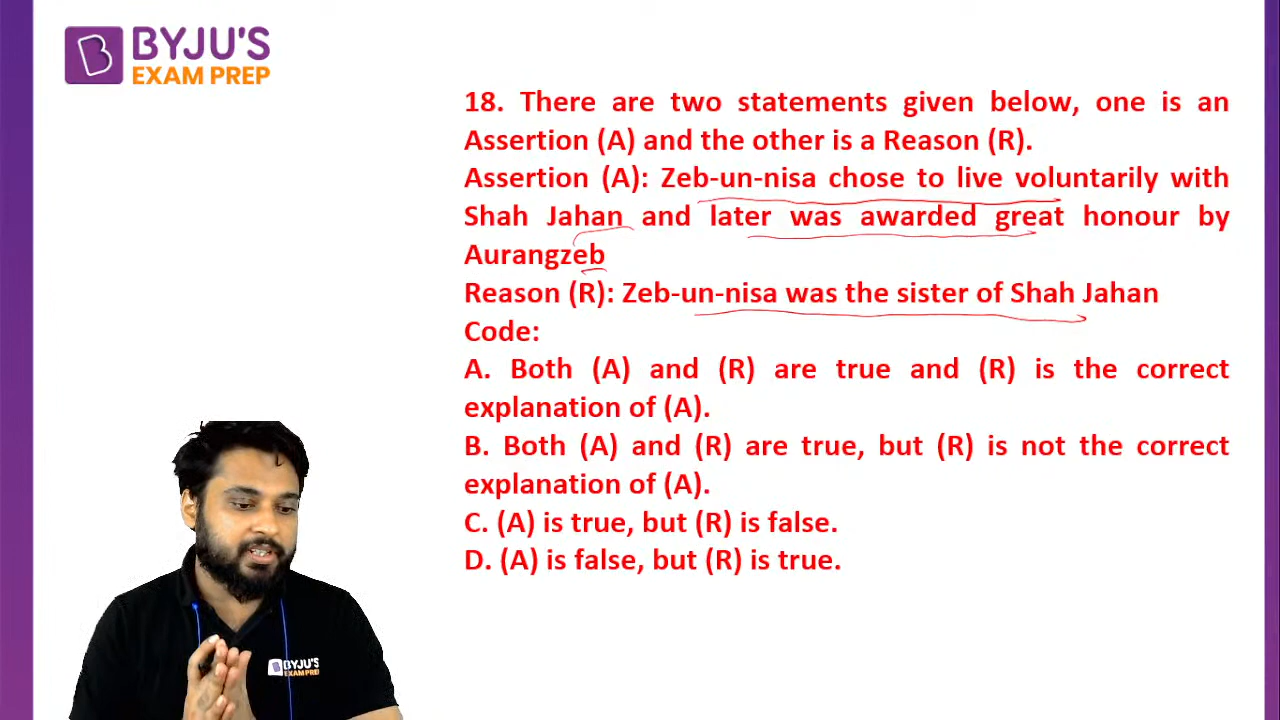 BYJU'S
EXAM PREP
18. There are two statements given below, one is an
Assertion (A) and the other is a Reason (R).
Assertion (A): Zeb-un-nisa chose to live voluntarily with
Shah Jahan and later was awarded great honour by
Aurangzeb
Reason (R): Zeb-un-nisa was the sister of Shah Jahan
Code:
A. Both (A) and (R) are true and (R) is the correct
explanation of (A).
B. Both (A) and (R) are true, but (R) is not the correct
explanation of (A).
C. (A) is true, but (R) is false.
D. (A) is false, but (R) is true.
BYJU'S
EXAM PREP